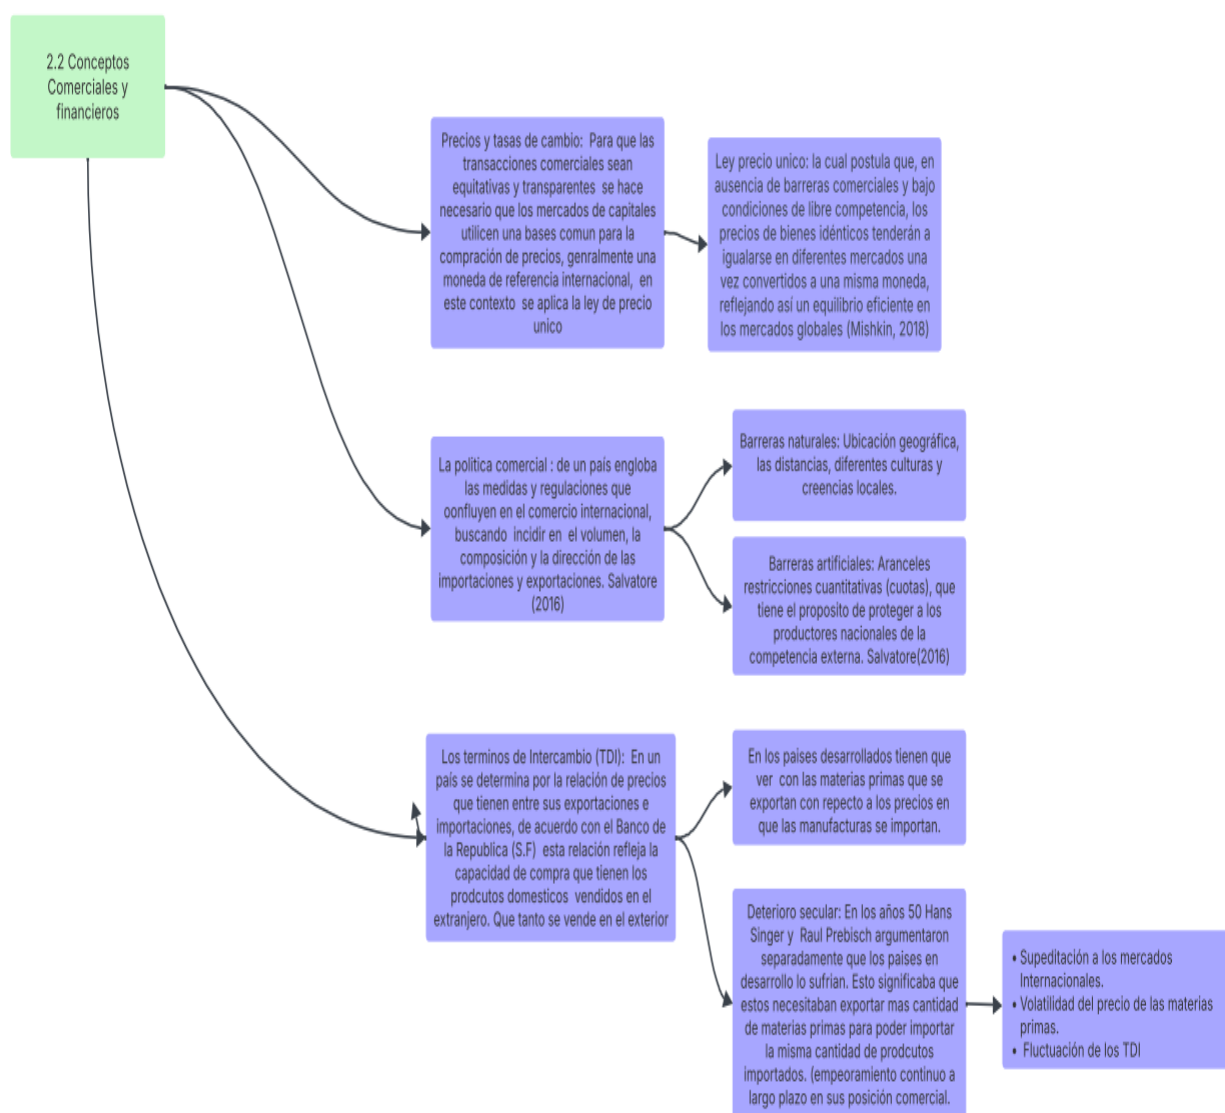 2.2 Conceptos
Comerciales y
financieros
Precios y tasas de cambio:  Para que las
transacciones comerciales sean
equitativas y transparentes  se hace
necesario que los mercados de capitales
utilicen una bases comun para la
compración de precios, genralmente una
moneda de referencia internacional,  en
este contexto  se aplica la ley de precio
unico
Ley precio unico: la cual postula que, en
ausencia de barreras comerciales y bajo
condiciones de libre competencia, los
precios de bienes idénticos tenderán a
igualarse en diferentes mercados una
vez convertidos a una misma moneda,
reflejando así un equilibrio eficiente en
los mercados globales (Mishkin, 2018)
La política comercial : de un país engloba
las medidas y regulaciones que
oonfluyen en el comercio internacional,
buscando  incidir en  el volumen, la
composición y la dirección de las
importaciones y exportaciones. Salvatore
(2016)
Barreras naturales: Ubicación geográfica,
las distancias, diferentes culturas y
creencias locales.
Barreras artificiales: Aranceles
restricciones cuantitativas (cuotas), que
tiene el proposito de proteger a los
productores nacionales de la
competencia externa. Salvatore(2016)
Los terminos de Intercambio (TDI):  En un
país se determina por la relación de precios
que tienen entre sus exportaciones e
importaciones, de acuerdo con el Banco de
la Republica (S.F)  esta relación refleja la
capacidad de compra que tienen los
prodcutos domesticos  vendidos en el
extranjero. Que tanto se vende en el exterior
En los paises desarrollados tienen que
ver  con las materias primas que se
exportan con repecto a los precios en
que las manufacturas se importan.
Deterioro secular: En los años 50 Hans
Singer y  Raul Prebisch argumentaron
separadamente que los paises en
desarrollo lo sufrian. Esto significaba que
estos necesitaban exportar mas cantidad
de materias primas para poder importar
la misma cantidad de prodcutos
importados. (empeoramiento continuo a
largo plazo en sus posición comercial.
• Supeditación a los mercados
Internacionales.
• Volatilidad del precio de las materias
primas.
•  Fluctuación de los TDI